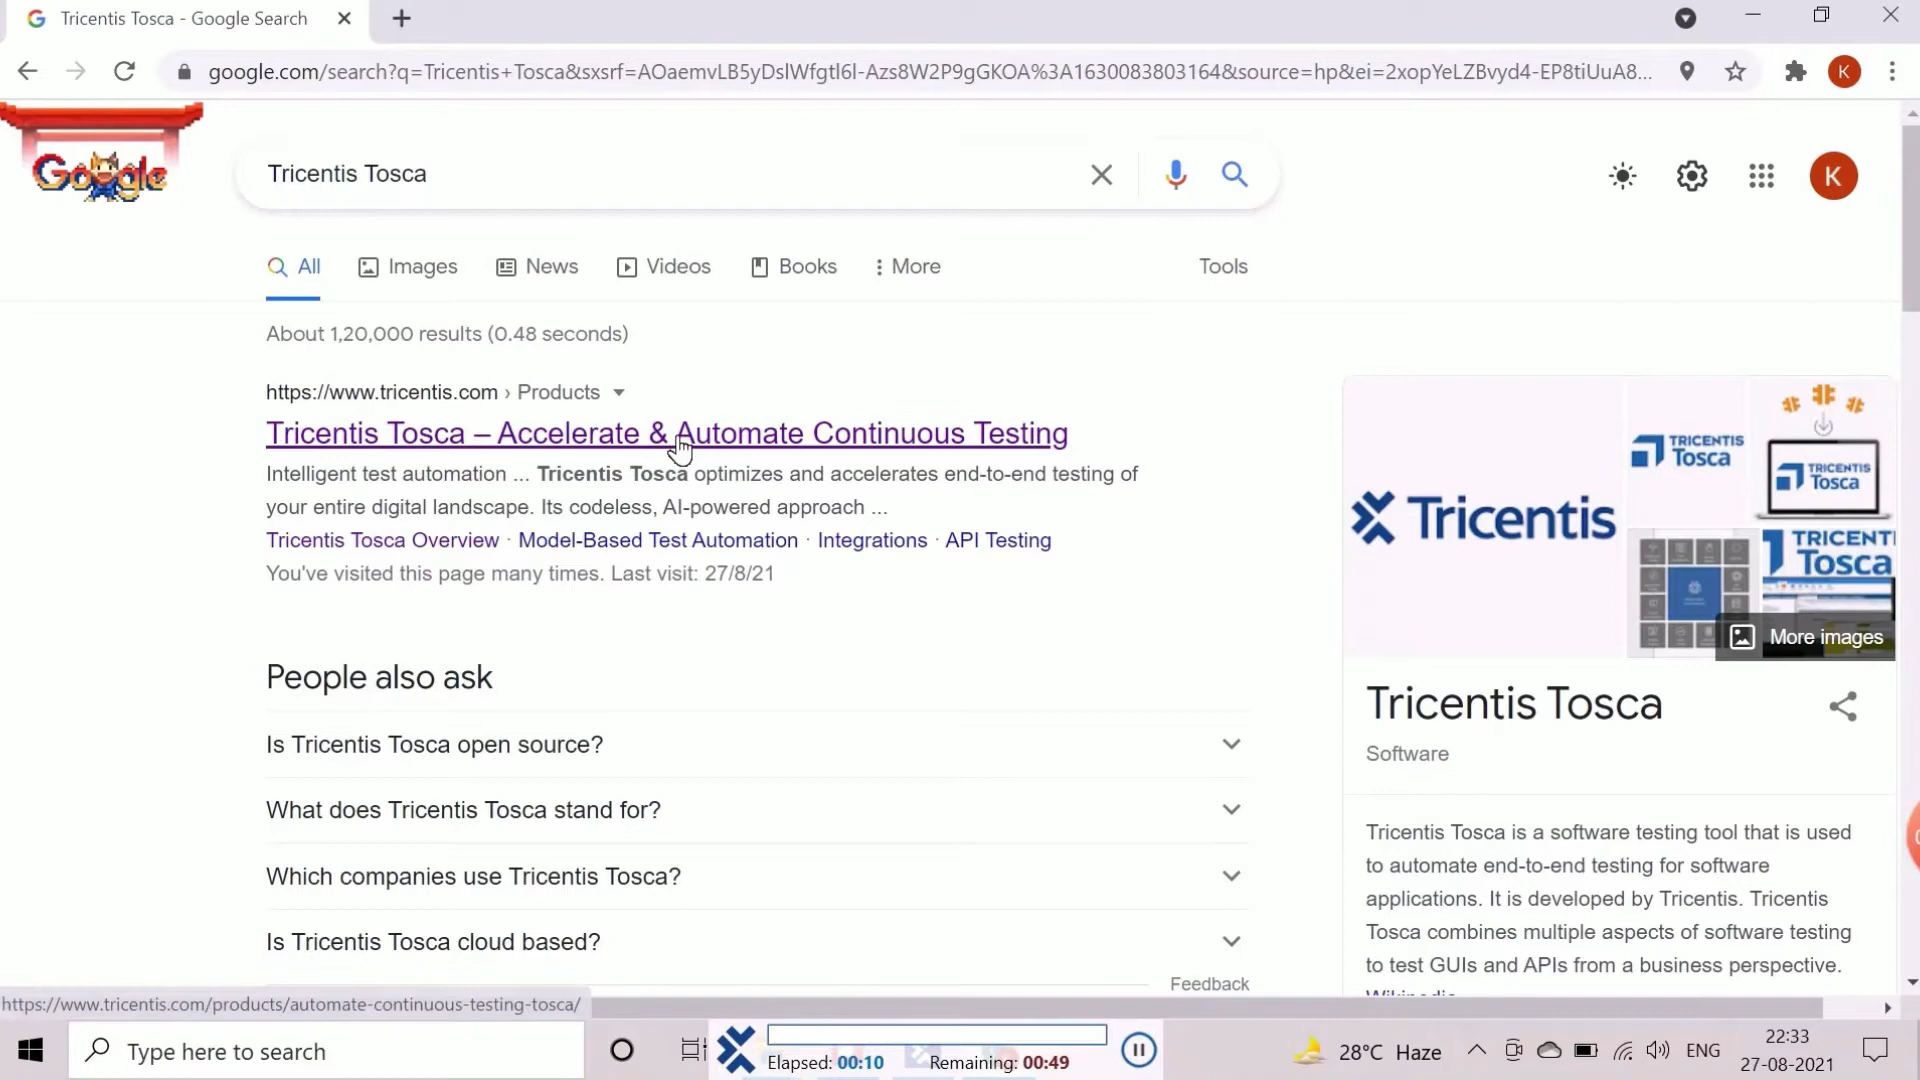 Tricentis Tosca - Google Search
google.com/search?q=Tricentis+Tosca&sxsrf=AOaemvLB5yDslWfgtl6l-Azs8W2P9gGKOA%3A1630083803164&source=hp&ei=2xopYeLZBvyd4-EP8tiUuA8...
K
Google
Tricentis Tosca
K
All
Images
News
Videos
Books
More
Tools
About 1,20,000 results (0.48 seconds)
https://www.tricentis.com › Products
Tricentis Tosca – Accelerate & Automate Continuous Testing
Intelligent test automation ... Tricentis Tosca optimizes and accelerates end-to-end testing of
your entire digital landscape. Its codeless, AI-powered approach ...
Tricentis Tosca Overview · Model-Based Test Automation · Integrations · API Testing
You've visited this page many times. Last visit: 27/8/21
People also ask
Is Tricentis Tosca open source?
What does Tricentis Tosca stand for?
Which companies use Tricentis Tosca?
Is Tricentis Tosca cloud based?
Feedback
Tricentis
TRICENTIS
Tosca
TRICENTIS
Tosca
TRICENT
Tosca
More images
Tricentis Tosca
Software
Tricentis Tosca is a software testing tool that is used
to automate end-to-end testing for software
applications. It is developed by Tricentis. Tricentis
Tosca combines multiple aspects of software testing
to test GUIs and APIs from a business perspective.
Wikipedia
https://www.tricentis.com/products/automate-continuous-testing-tosca/
Type here to search
Elapsed: 00:10
Remaining: 00:49
28°C Haze
ENG
22:33
27-08-2021